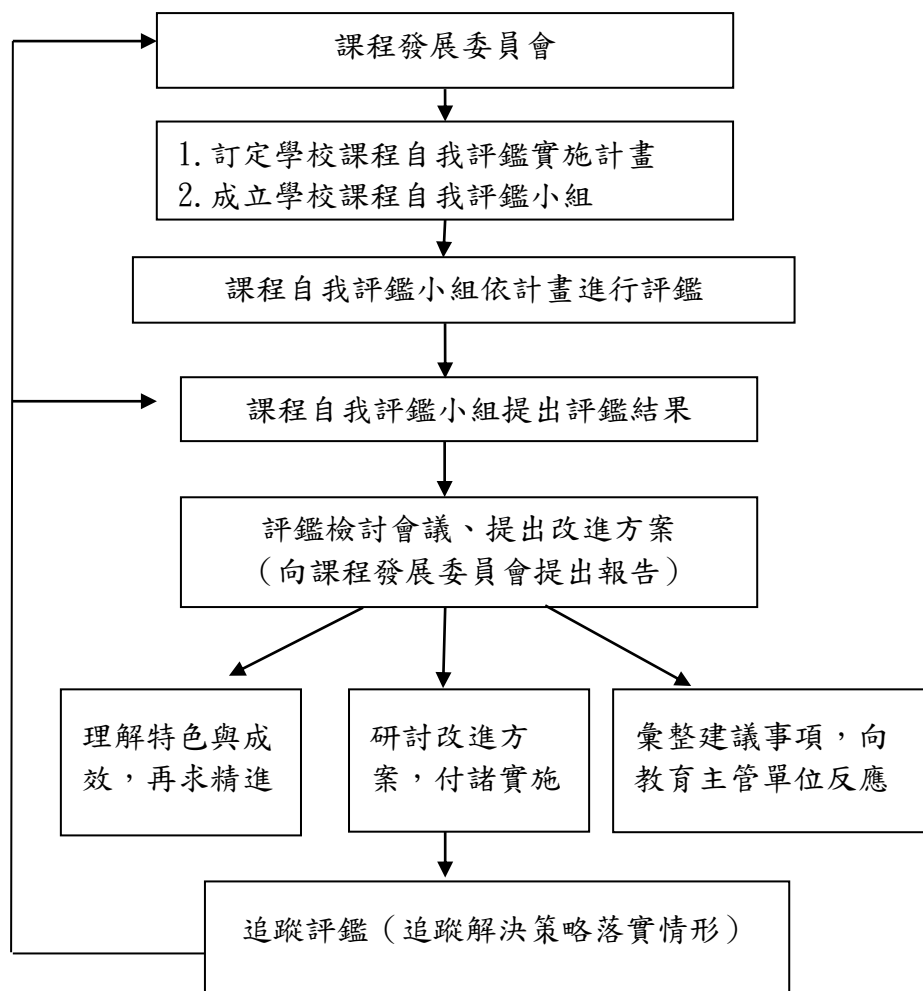 課程發展委員會
1. 訂定學校課程自我評鑑實施計畫
2. 成立學校課程自我評鑑小組
課程自我評鑑小組依計畫進行評鑑
課程自我評鑑小組提出評鑑結果
評鑑檢討會議、提出改進方案
（向課程發展委員會提出報告）
理解特色與成
效，再求精進
研討改進方
案，付諸實施
彙整建議事項，向
教育主管單位反應
追蹤評鑑（追蹤解決策略落實情形）